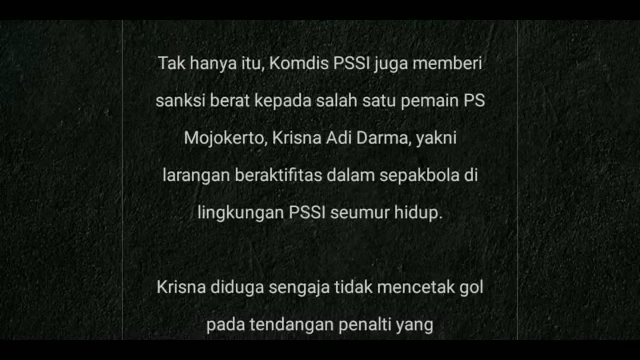 Tak hanya itu, Komdis PSSI juga memberi
sanksi berat kepada salah satu pemain PS
Mojokerto, Krisna Adi Darma, yakni
larangan beraktifitas dalam sepakbola di
lingkungan PSSI seumur hidup.
Krisna diduga sengaja tidak mencetak gol
pada tendangan penalti yang